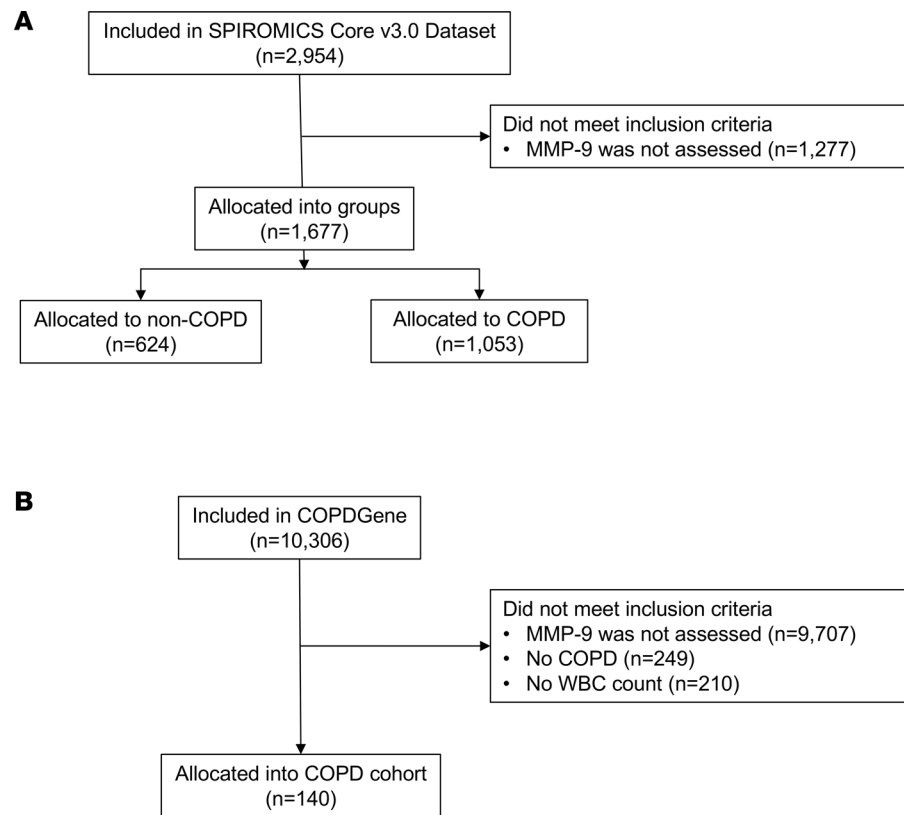 A
Included in SPIROMICS Core v3.0 Dataset
(n=2,954)
Did not meet inclusion criteria
• MMP-9 was not assessed (n=1,277)
Allocated into groups
(n=1,677)
Allocated to non-COPD
(n=624)
Allocated to COPD
(n=1,053)
B
Included in COPDGene
(n=10,306)
Did not meet inclusion criteria
• MMP-9 was not assessed (n=9,707)
• No COPD (n=249)
• No WBC count (n=210)
Allocated into COPD cohort
(n=140)